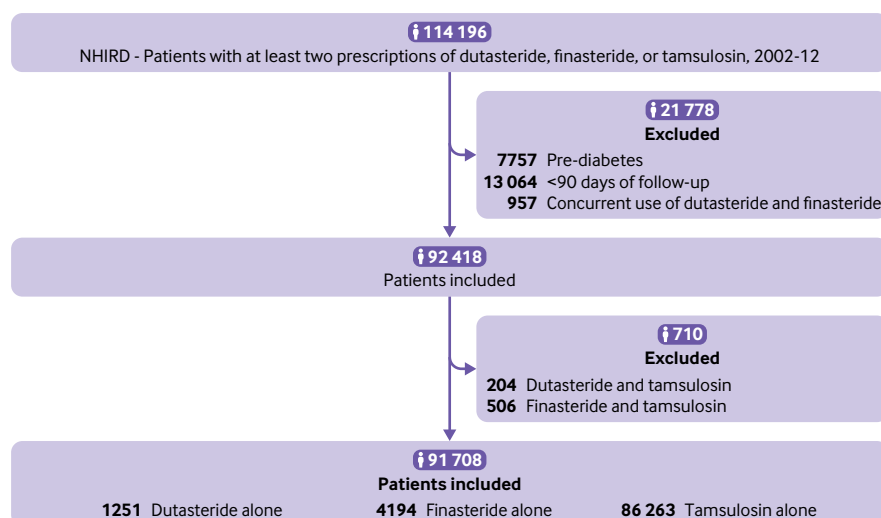 114 196
NHIRD - Patients with at least two prescriptions of dutasteride, finasteride, or tamsulosin, 2002-12
21 778
Excluded
7757 Pre-diabetes
13 064 <90 days of follow-up
957 Concurrent use of dutasteride and finasteride
92 418
Patients included
710
Excluded
204 Dutasteride and tamsulosin
506 Finasteride and tamsulosin
91 708
Patients included
1251 Dutasteride alone 4194 Finasteride alone 86 263 Tamsulosin alone